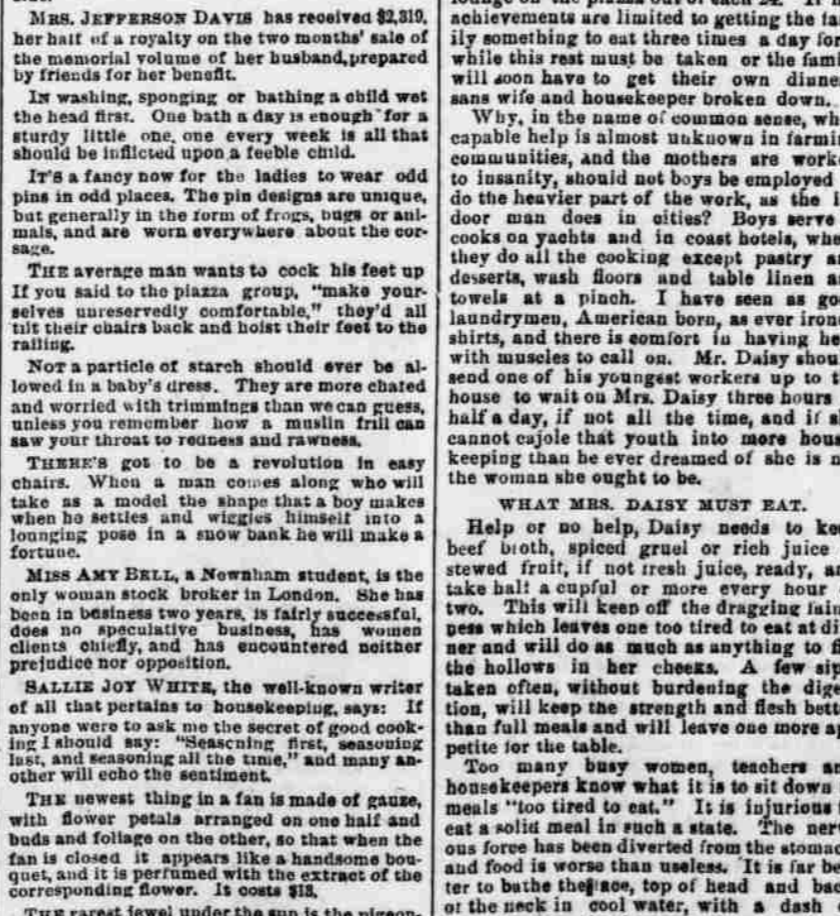 MRS. JEFFERSON DAVIS has received $2,319,
her half of a royalty on the two months' sale of
the memorial volume of her husband, prepared
by friends for her benefit.
IN washing, sponging or bathing a child wet
the head first. One bath a day is enough for a
sturdy little one, one every week is all that
should be inflicted upon a feeble child.
IT'S a fancy now for the ladies to wear odd
pins in odd places. The pin designs are unique,
but generally in the form of frogs, bugs or ani-
mals, and are worn everywhere about the cor-
sage.
THE average man wants to cock his feet up
If you said to the piazza group, "make your-
selves unreservedly comfortable," they'd all
tilt their chairs back and hoist their feet to the
railing.
NOT a particle of starch should ever be al-
lowed in a baby's dress. They are more chafed
and worried with trimmings than we can guess,
unless you remember how a muslin frill can
saw your throat to redness and rawness.
THERE'S got to be a revolution in easy
chairs. When a man comes along who will
take as a model the shape that a boy makes
when he settles and wiggles himself into a
lounging pose in a snow bank he will make a
fortune.
MISS AMY BELL, a Newnham student, is the
only woman stock broker in London. She has
been in business two years, is fairly successful,
does no speculative business, has women
clients chiefly, and has encountered neither
prejudice nor opposition.
SALLIE JOY WHITE, the well-known writer
of all that pertains to housekeeping, says: If
anyone were to ask me the secret of good cook-
ing I should say: "Seasoning first, seasoning
last, and seasoning all the time," and many an-
other will echo the sentiment.
THE newest thing in a fan is made of gauze,
with flower petals arranged on one half and
buds and foliage on the other, so that when the
fan is closed it appears like a handsome bou-
quet, and it is perfumed with the extract of the
corresponding flower. It costs $18.
THE rarest jewel under the sun is the pigeon-
achievements are limited to getting the fa
ily something to eat three times a day for
while this rest must be taken or the fami
will soon have to get their own dinne
sans wife and housekeeper broken down.
Why, in the name of common sense, wh
capable help is almost unknown in farmi
communities, and the mothers are work
to insanity, should not boys be employed
do the heavier part of the work, as the i
door man does in cities? Boys serve
cooks on yachts and in coast hotels, whe
they do all the cooking except pastry a
desserts, wash floors and table linen a
towels at a pinch. I have seen as go
laundrymen, American born, as ever iron
shirts, and there is comfort in having he
with muscles to call on. Mr. Daisy shou
send one of his youngest workers up to t
house to wait on Mrs. Daisy three hours
half a day, if not all the time, and if s
cannot cajole that youth into more hous
keeping than he ever dreamed of she is n
the woman she ought to be.
WHAT MRS. DAISY MUST EAT.
Help or no help, Daisy needs to ke
beef broth, spiced gruel or rich juice
stewed fruit, if not fresh juice, ready, a
take half a cupful or more every hour
two. This will keep off the dragging fain
ness which leaves one too tired to eat at di
ner and will do as much as anything to fi
the hollows in her cheeks. A few sip
taken often, without burdening the dige
tion, will keep the strength and flesh bett
than full meals and will leave one more a
petite for the table.
Too many busy women, teachers an
housekeepers know what it is to sit down
meals "too tired to eat." It is injurious
eat a solid meal in such a state. The ner
ous force has been diverted from the stomac
and food is worse than useless. It is far be
ter to bathe the face, top of head and bac
of the neck in cool water, with a dash